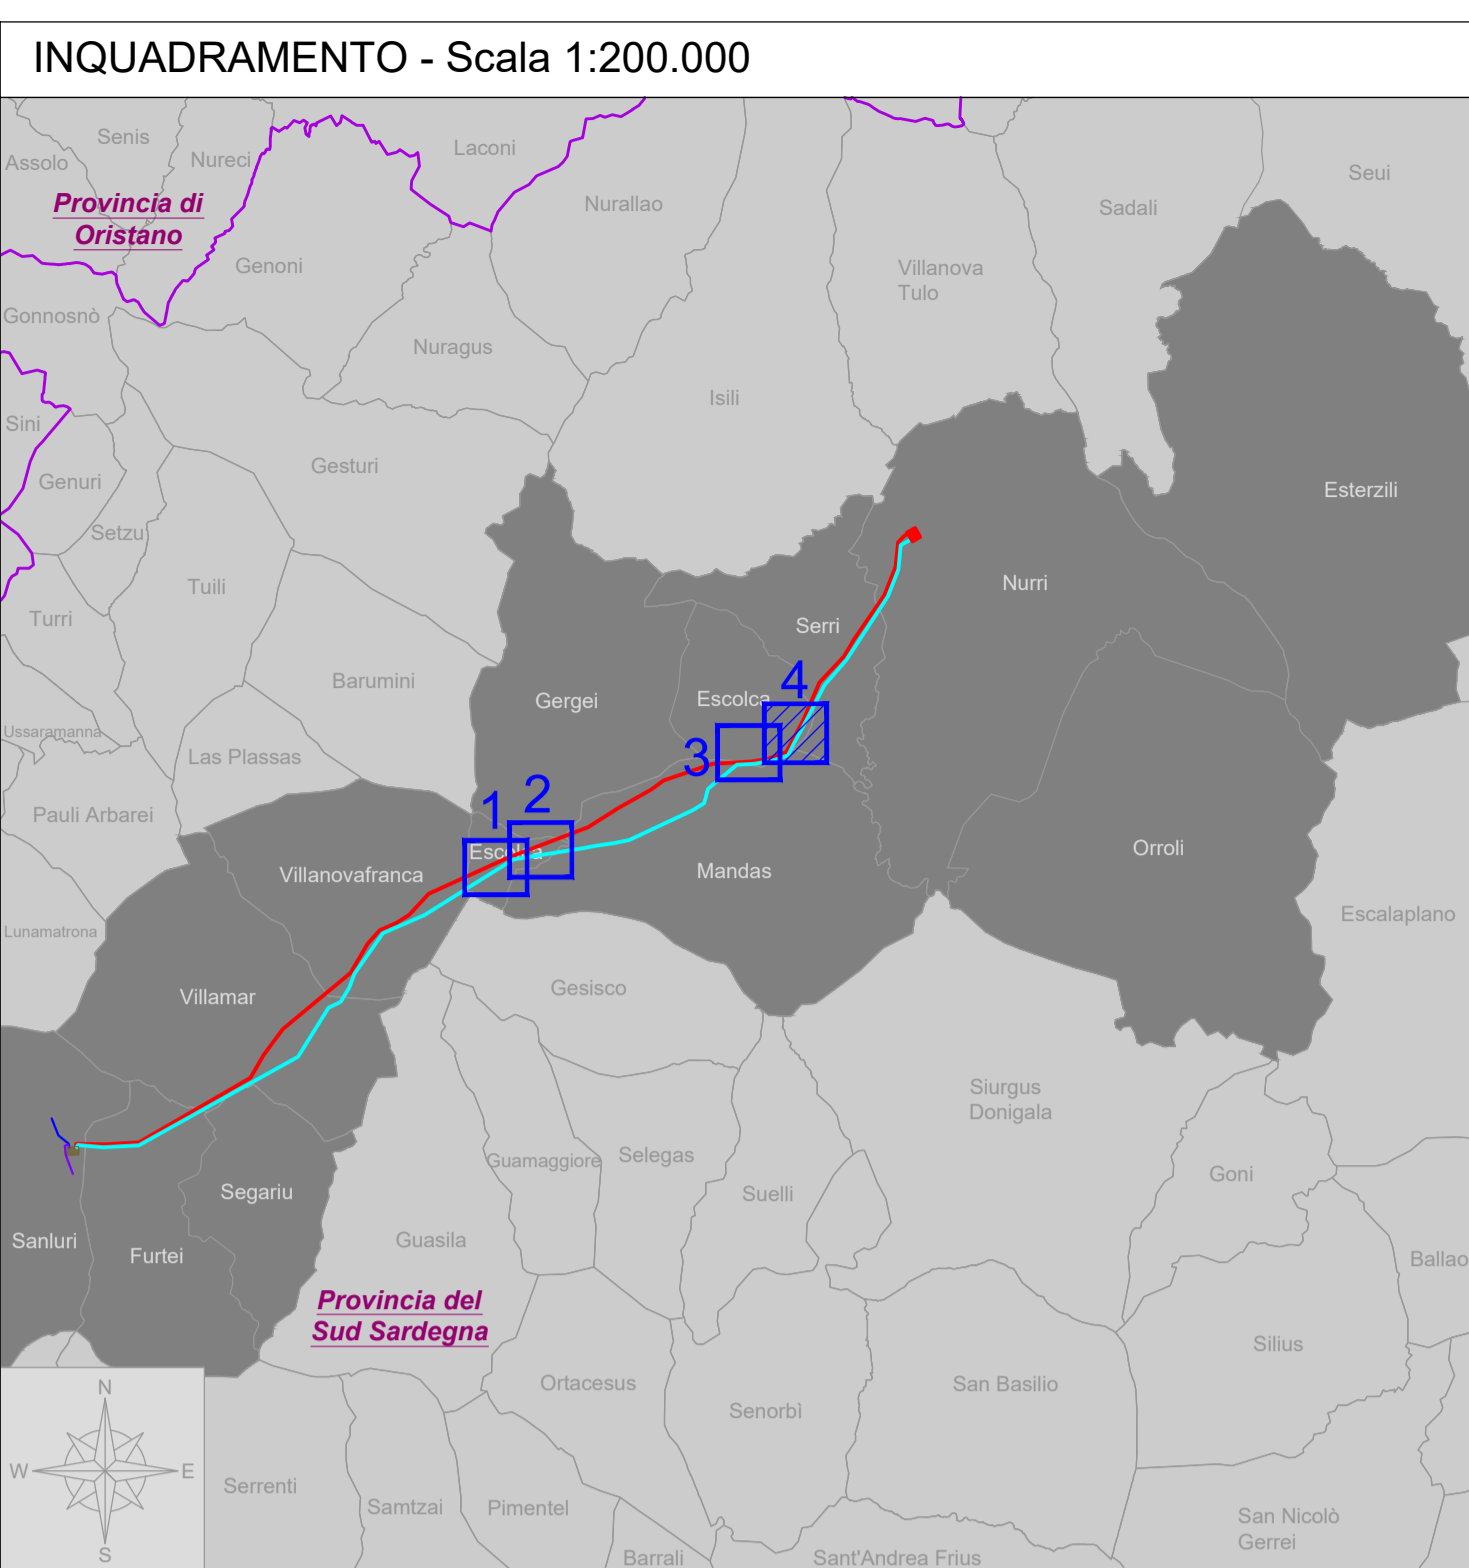 INQUADRAMENTO - Scala 1:200.000
Senis
Laconi
Assolo
Nureci
Seui
Provincia di
Oristano
Nurallao
Sadali
Genoni
Villanova
Tulo
Gonnosnò
Nuragus
Isili
Sini
Gesturi
Genuri
Esterzili
Setzu
Tuili
Nurri
Turri
Serri
Barumini
4
Gergei
Escolca
Ussaramanna
Las Plassas
3
1
2
Pauli Arbarei
Escolca
Orroli
Villanovafranca
Mandas
Escalaplano
Lunamatrona
Gesisco
Villamar
Siurgus
Donigala
Guamaggiore
Selegas
Goni
Segariu
Suelli
Sanluri
Guasila
Furtei
Ballao
Provincia del
Sud Sardegna
Silius
Ortacesus
San Basilio
N
Senorbì
W
E
Serrenti
Samtzai
Pimentel
San Nicolò
Gerrei
S
Barrali
Sant'Andrea Frius